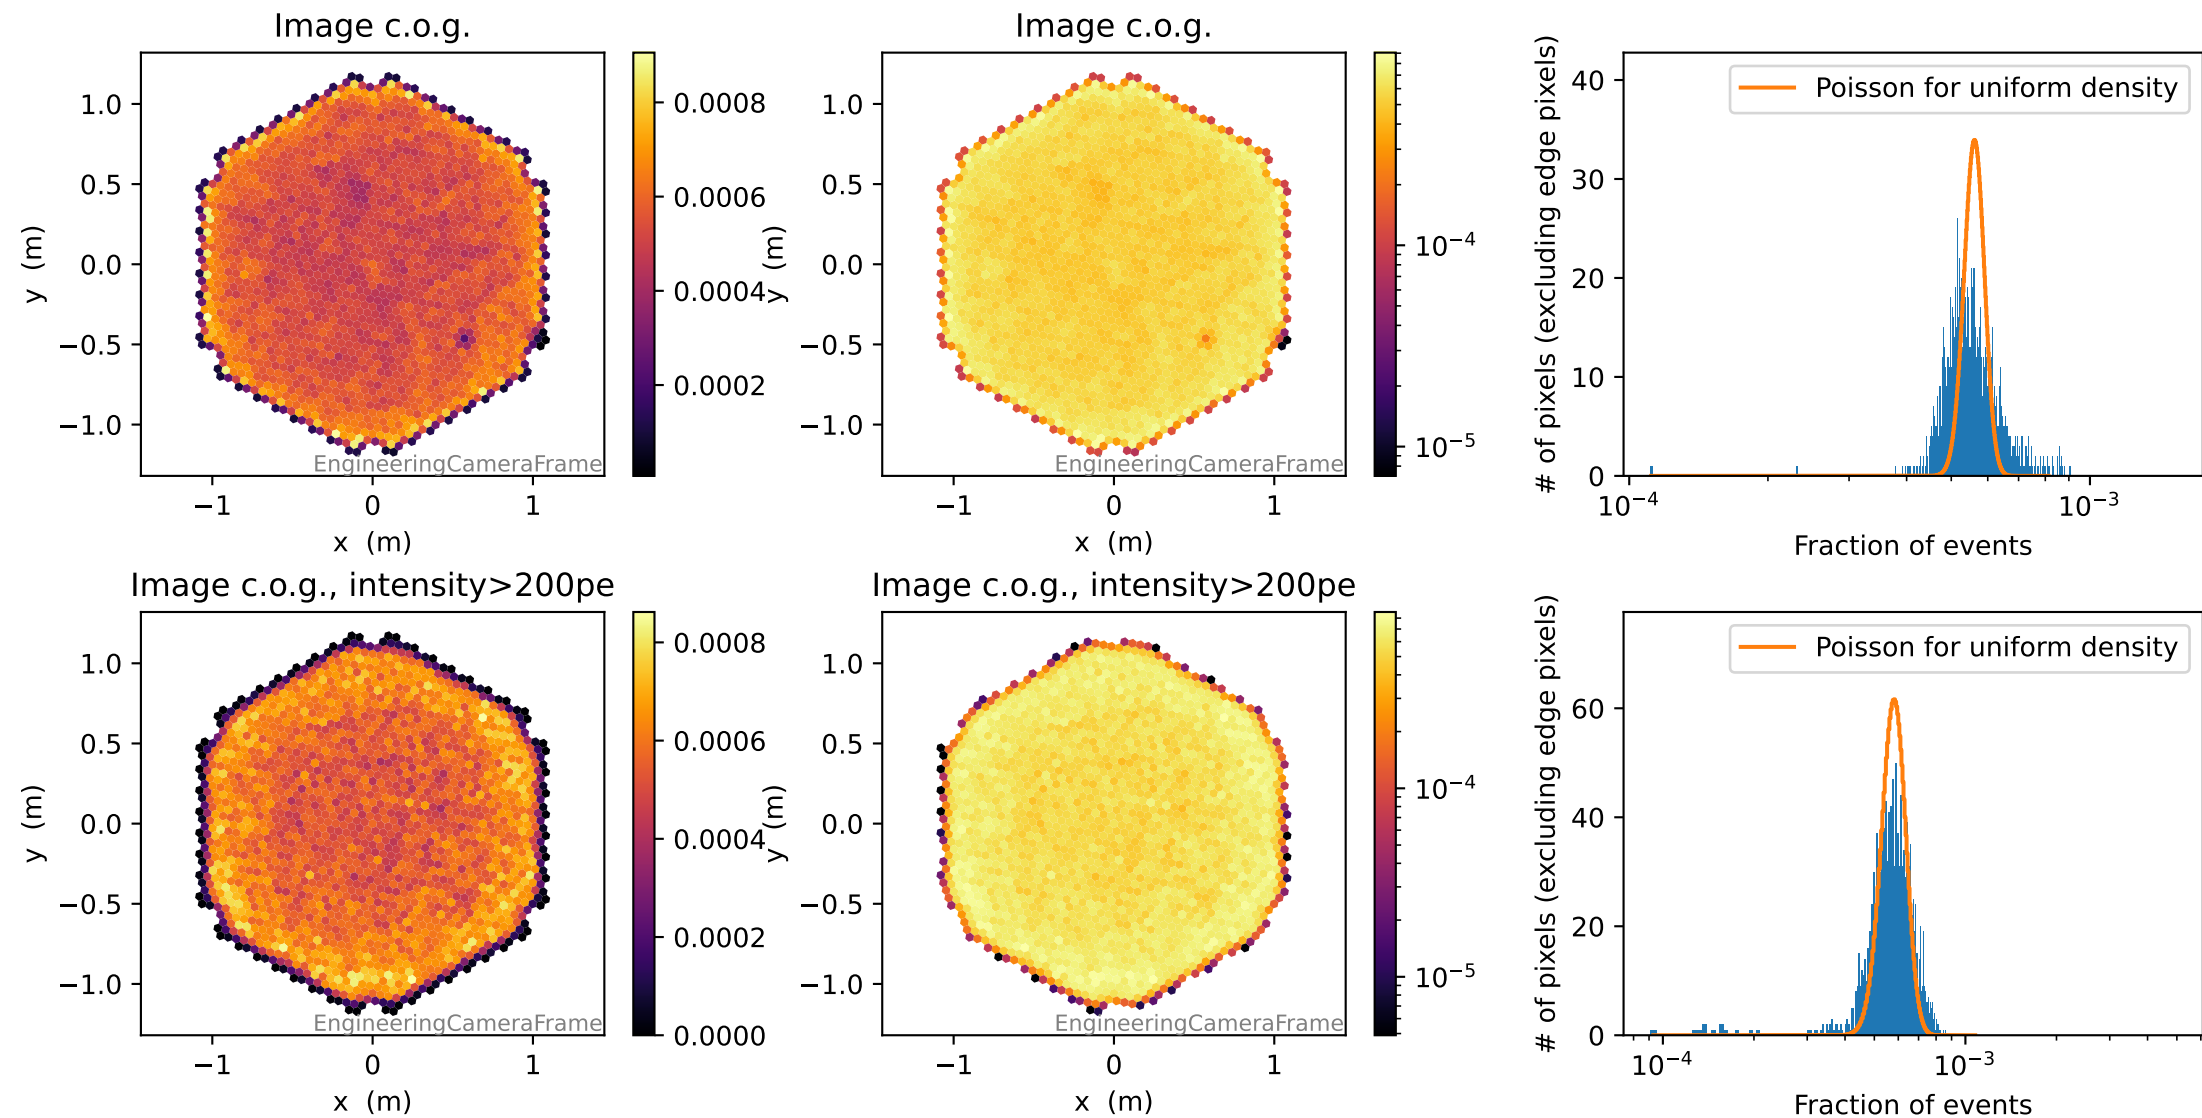 Image c.o.g.
1.0
0.5
0.0
−0.5
−1.0
y (m)
−1
0
1
x (m)
EngineeringCameraFrame
0.0008
0.0006
0.0004
0.0002
Image c.o.g.
1.0
0.5
0.0
−0.5
−1.0
y (m)
−1
0
1
x (m)
EngineeringCameraFrame
10⁻⁴
10⁻⁵
Poisson for uniform density
# of pixels (excluding edge pixels)
40
30
20
10
0
10⁻⁴
10⁻³
Fraction of events
Image c.o.g., intensity>200pe
1.0
0.5
0.0
−0.5
−1.0
y (m)
−1
0
1
x (m)
EngineeringCameraFrame
0.0008
0.0006
0.0004
0.0002
0.0000
Image c.o.g., intensity>200pe
1.0
0.5
0.0
−0.5
−1.0
y (m)
−1
0
1
x (m)
EngineeringCameraFrame
10⁻⁴
10⁻⁵
Poisson for uniform density
# of pixels (excluding edge pixels)
60
40
20
0
10⁻⁴
10⁻³
Fraction of events